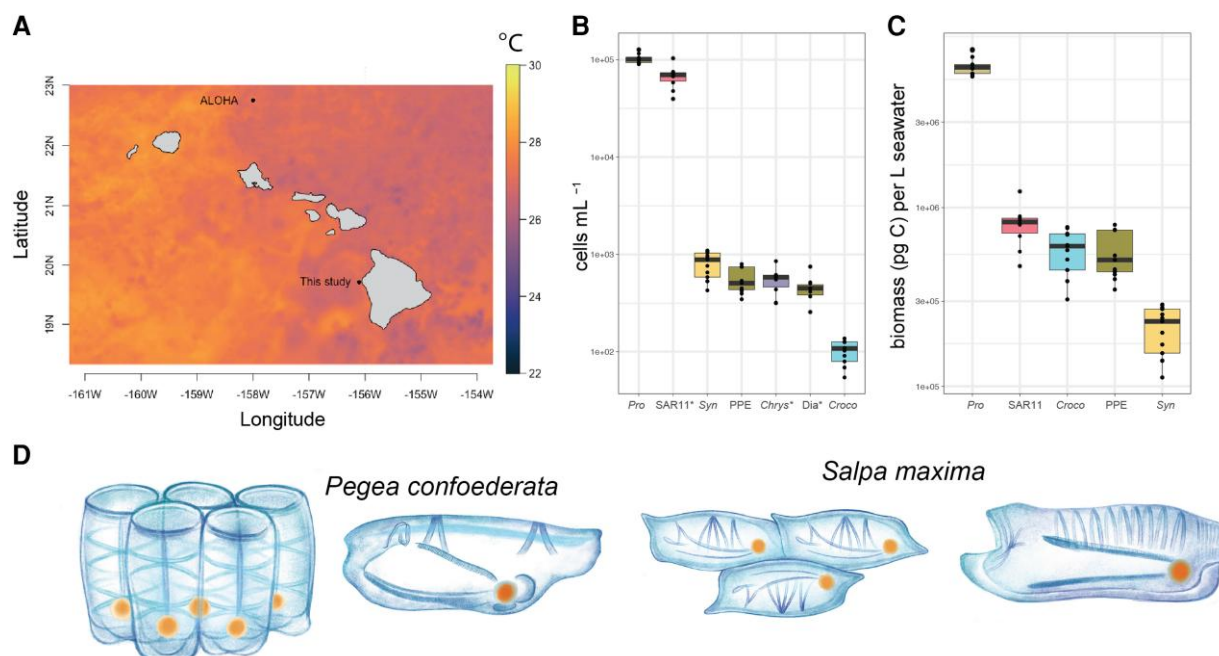 A
°C
30
28
26
24
22
23N
22N
21N
20N
19N
Latitude
ALOHA
This study
-161W -160W -159W -158W -157W -156W -155W -154W
Longitude
B
cells mL⁻¹
1e+05
1e+04
1e+03
1e+02
Pro SAR11* Syn PPE Chrys* Dia* Croco
C
biomass (pg C) per L seawater
3e+06
1e+06
3e+05
1e+05
Pro SAR11 Croco PPE Syn
D
Pegea confoederata
Salpa maxima